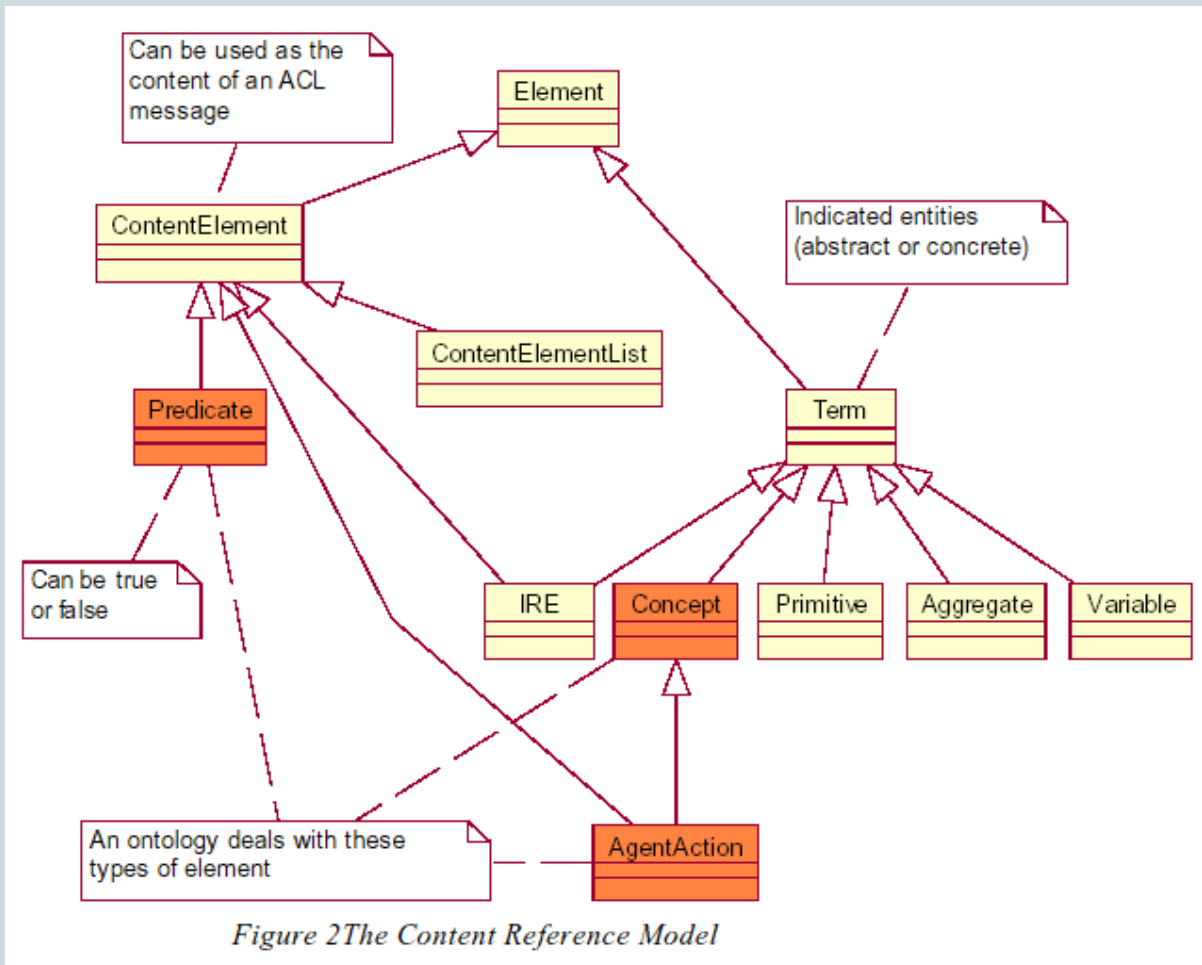 Can be used as the
content of an ACL
message
Element
ContentElement
Indicated entities
(abstract or concrete)
ContentElementList
Predicate
Term
Can be true
or false
IRE
Concept
Primitive
Aggregate
Variable
An ontology deals with these
types of element
AgentAction
Figure 2The Content Reference Model